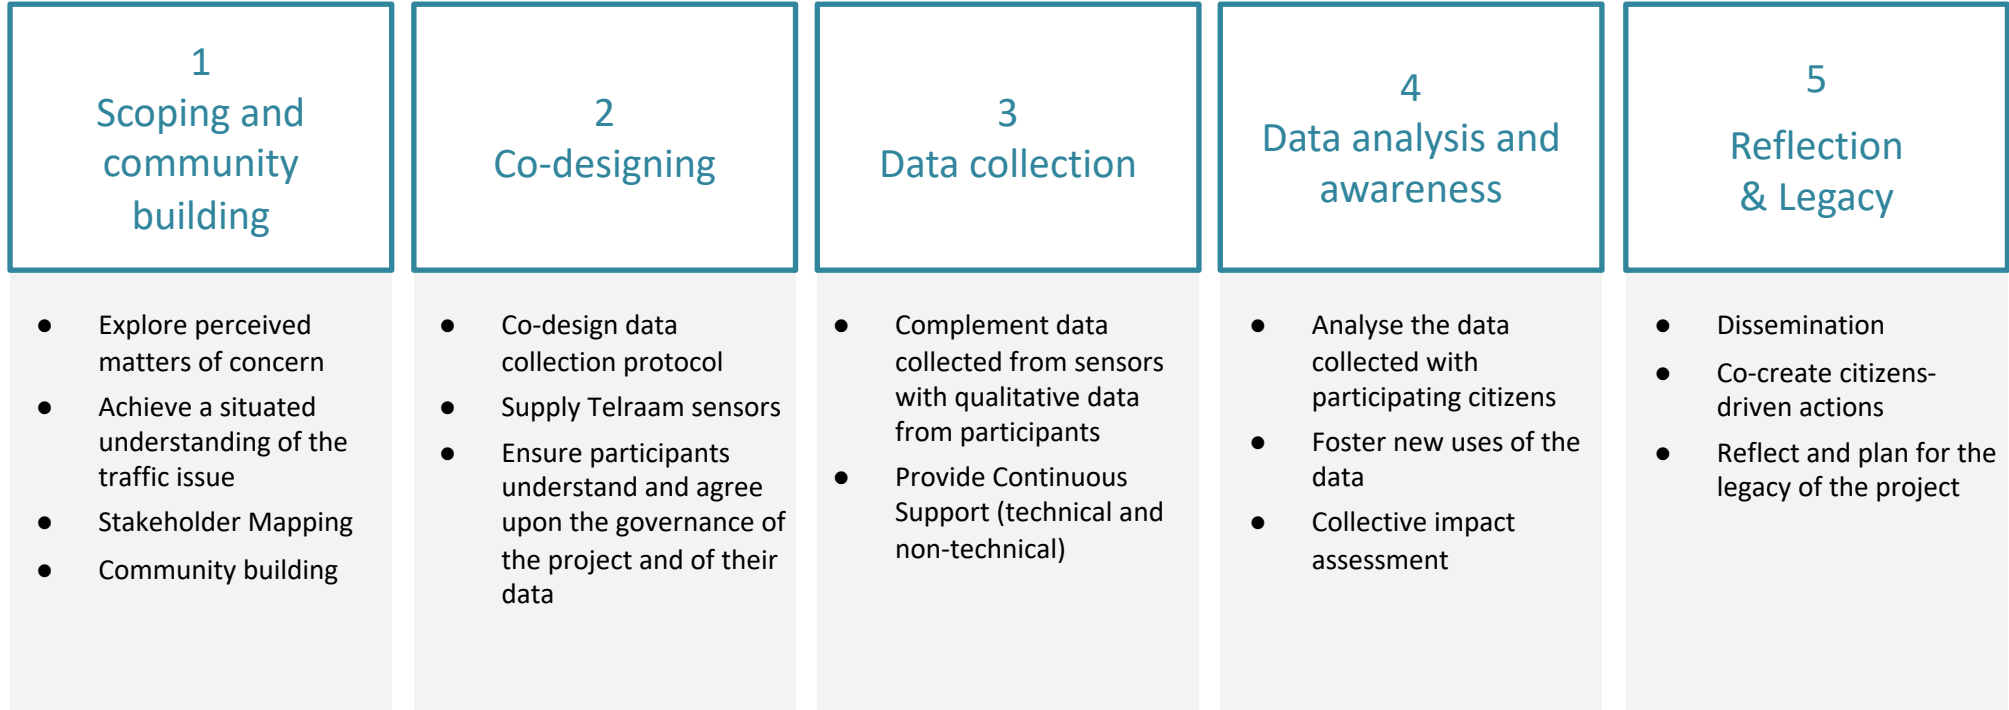 1
Scoping and
community
building
● Explore perceived
matters of concern
● Achieve a situated
understanding of the
traffic issue
● Stakeholder Mapping
● Community building
2
Co-designing
● Co-design data
collection protocol
● Supply Telraam sensors
● Ensure participants
understand and agree
upon the governance of
the project and of their
data
3
Data collection
● Complement data
collected from sensors
with qualitative data
from participants
● Provide Continuous
Support (technical and
non-technical)
4
Data analysis and
awareness
● Analyse the data
collected with
participating citizens
● Foster new uses of the
data
● Collective impact
assessment
5
Reflection
& Legacy
● Dissemination
● Co-create citizens-
driven actions
● Reflect and plan for the
legacy of the project